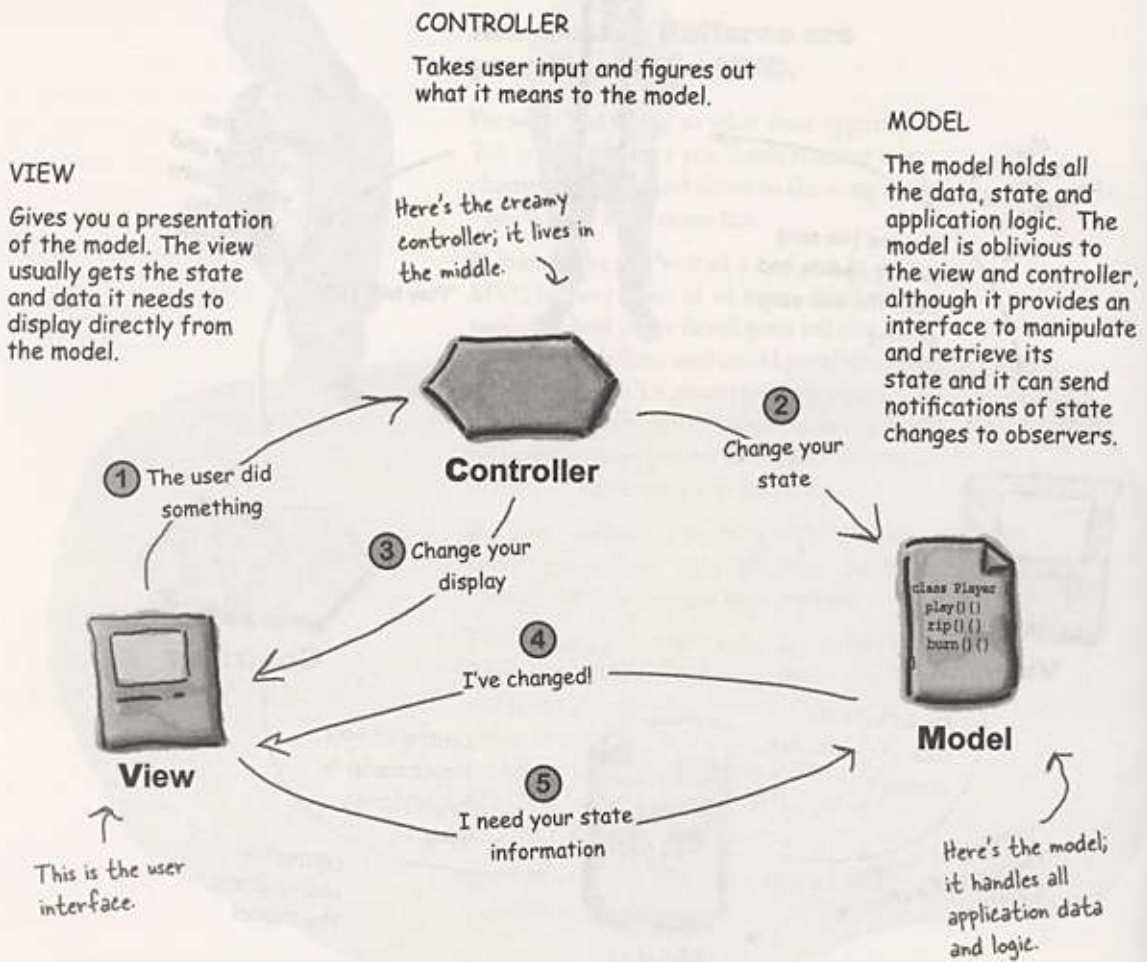 CONTROLLER
Takes user input and figures out
what it means to the model.
MODEL
The model holds all
the data, state and
application logic. The
model is oblivious to
the view and controller,
although it provides an
interface to manipulate
and retrieve its
state and it can send
notifications of state
changes to observers.
VIEW
Gives you a presentation
of the model. The view
usually gets the state
and data it needs to
display directly from
the model.
Here's the creamy
controller; it lives in
the middle.
Controller
1 The user did
something
2
Change your
state
3 Change your
display
4
I've changed!
5
I need your state
information
class Player {
play(){}
rip(){}
burn(){}
}
View
Model
This is the user
interface.
Here's the model;
it handles all
application data
and logic.